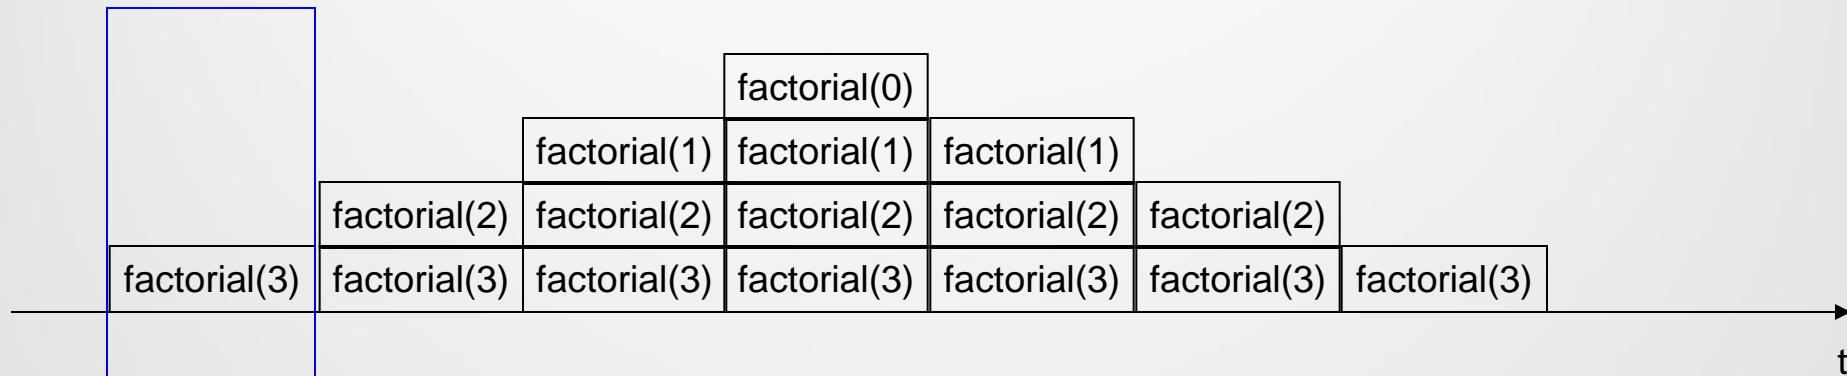 factorial(0)
factorial(1) factorial(1) factorial(1)
factorial(2) factorial(2) factorial(2) factorial(2) factorial(2)
factorial(3) factorial(3) factorial(3) factorial(3) factorial(3) factorial(3) factorial(3)
t